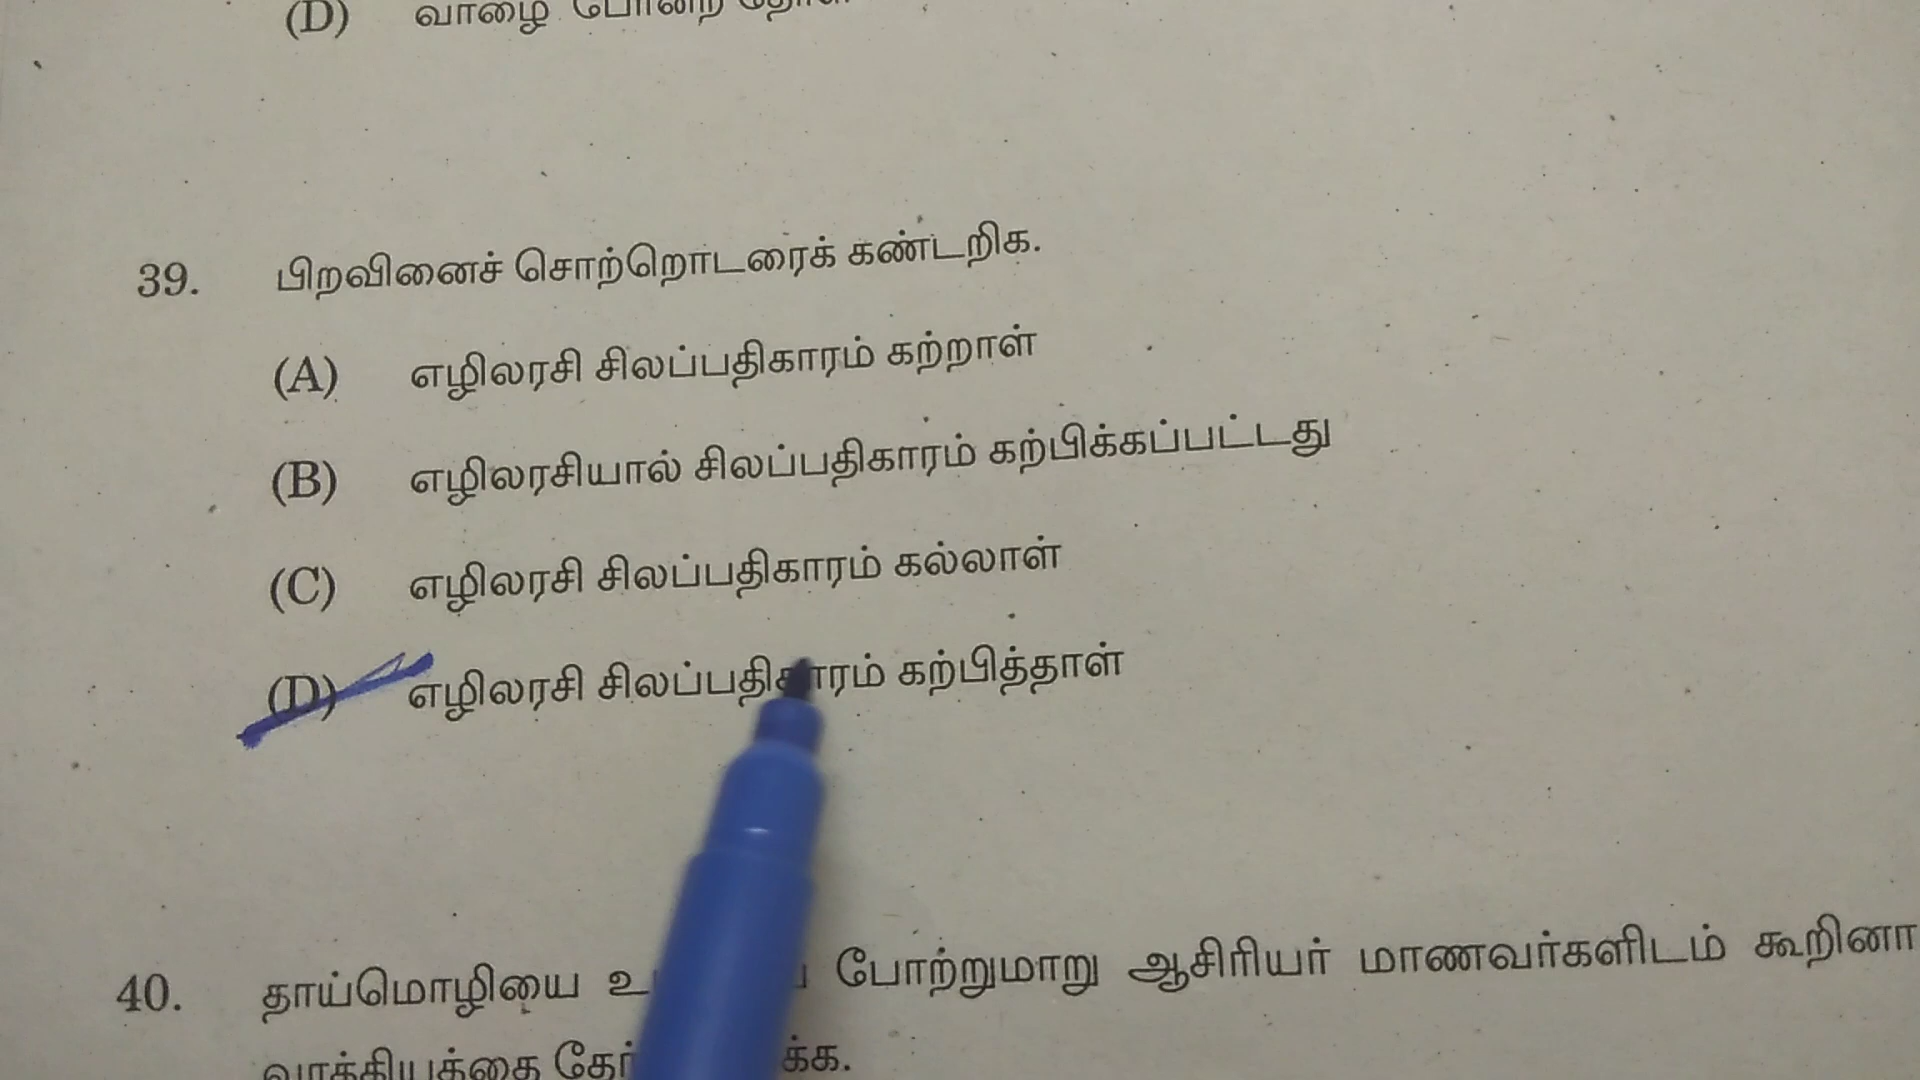 (D) வாழை போன்ற
39. பிறவினைச் சொற்றொடரைக் கண்டறிக.
(A) எழிலரசி சிலப்பதிகாரம் கற்றாள்
(B) எழிலரசியால் சிலப்பதிகாரம் கற்பிக்கப்பட்டது
(C) எழிலரசி சிலப்பதிகாரம் கல்லாள்
(D) எழிலரசி சிலப்பதிகாரம் கற்பித்தாள்
40. தாய்மொழியை போற்றுமாறு ஆசிரியர் மாணவர்களிடம்
வாக்கியத்தை